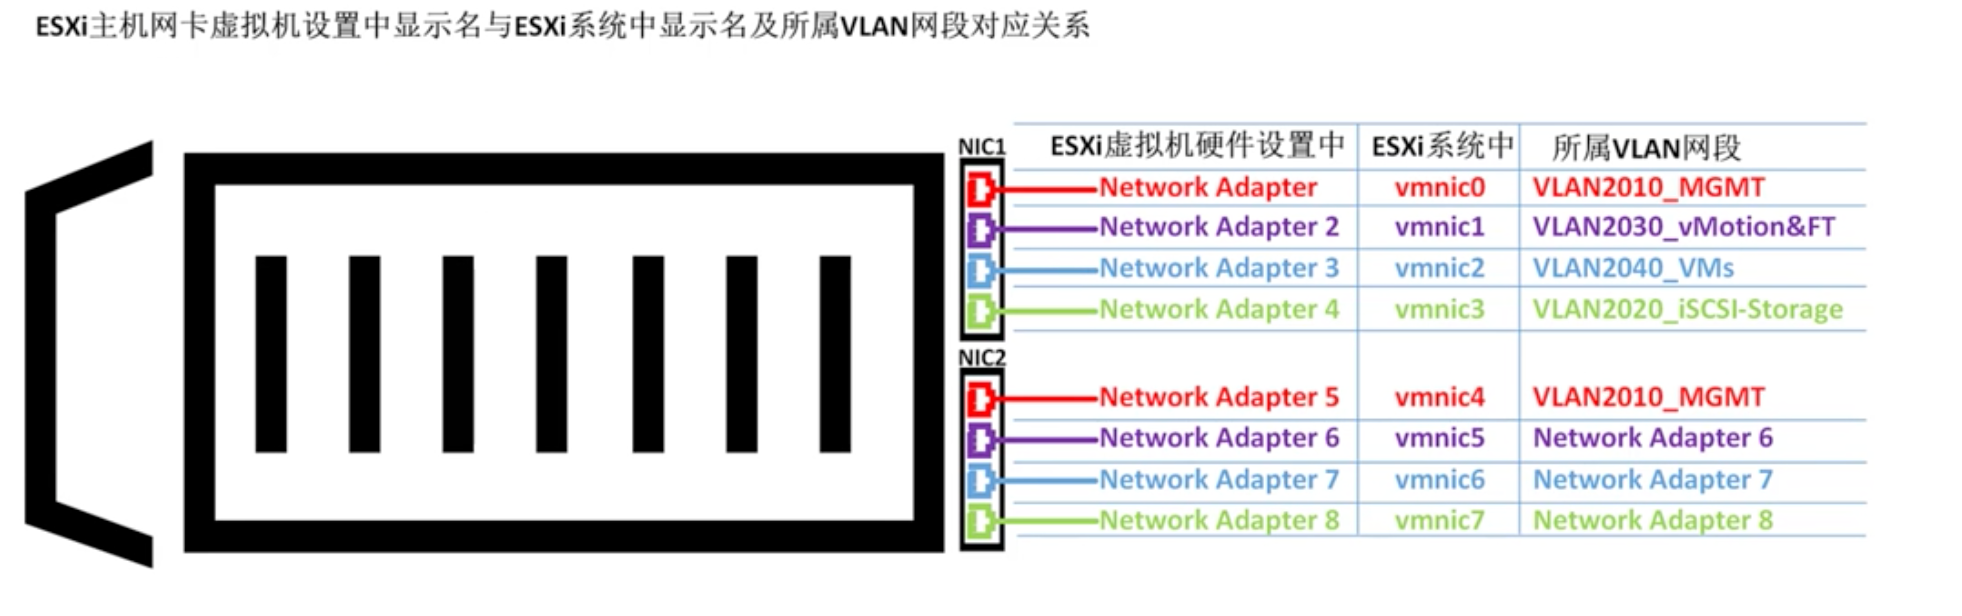 ESXi主机网卡虚拟机设置中显示名与ESXi系统中显示名及所属VLAN网段对应关系
NIC1
ESXi虚拟机硬件设置中 ESXi系统中 所属VLAN网段
Network Adapter vmnic0 VLAN2010_MGMT
Network Adapter 2 vmnic1 VLAN2030_vMotion&FT
Network Adapter 3 vmnic2 VLAN2040_VMs
Network Adapter 4 vmnic3 VLAN2020_iSCSI-Storage
NIC2
Network Adapter 5 vmnic4 VLAN2010_MGMT
Network Adapter 6 vmnic5 Network Adapter 6
Network Adapter 7 vmnic6 Network Adapter 7
Network Adapter 8 vmnic7 Network Adapter 8